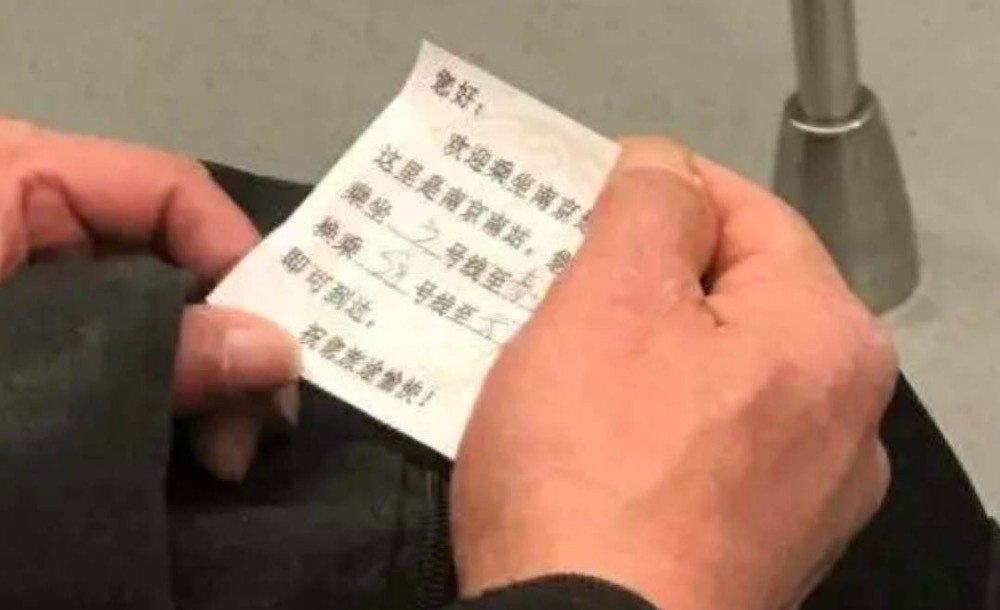 您好：
欢迎乘坐南京
这里是南京南站，
乘坐 3 号线至
换乘 号线至
即可到达。
祝您旅途愉快！